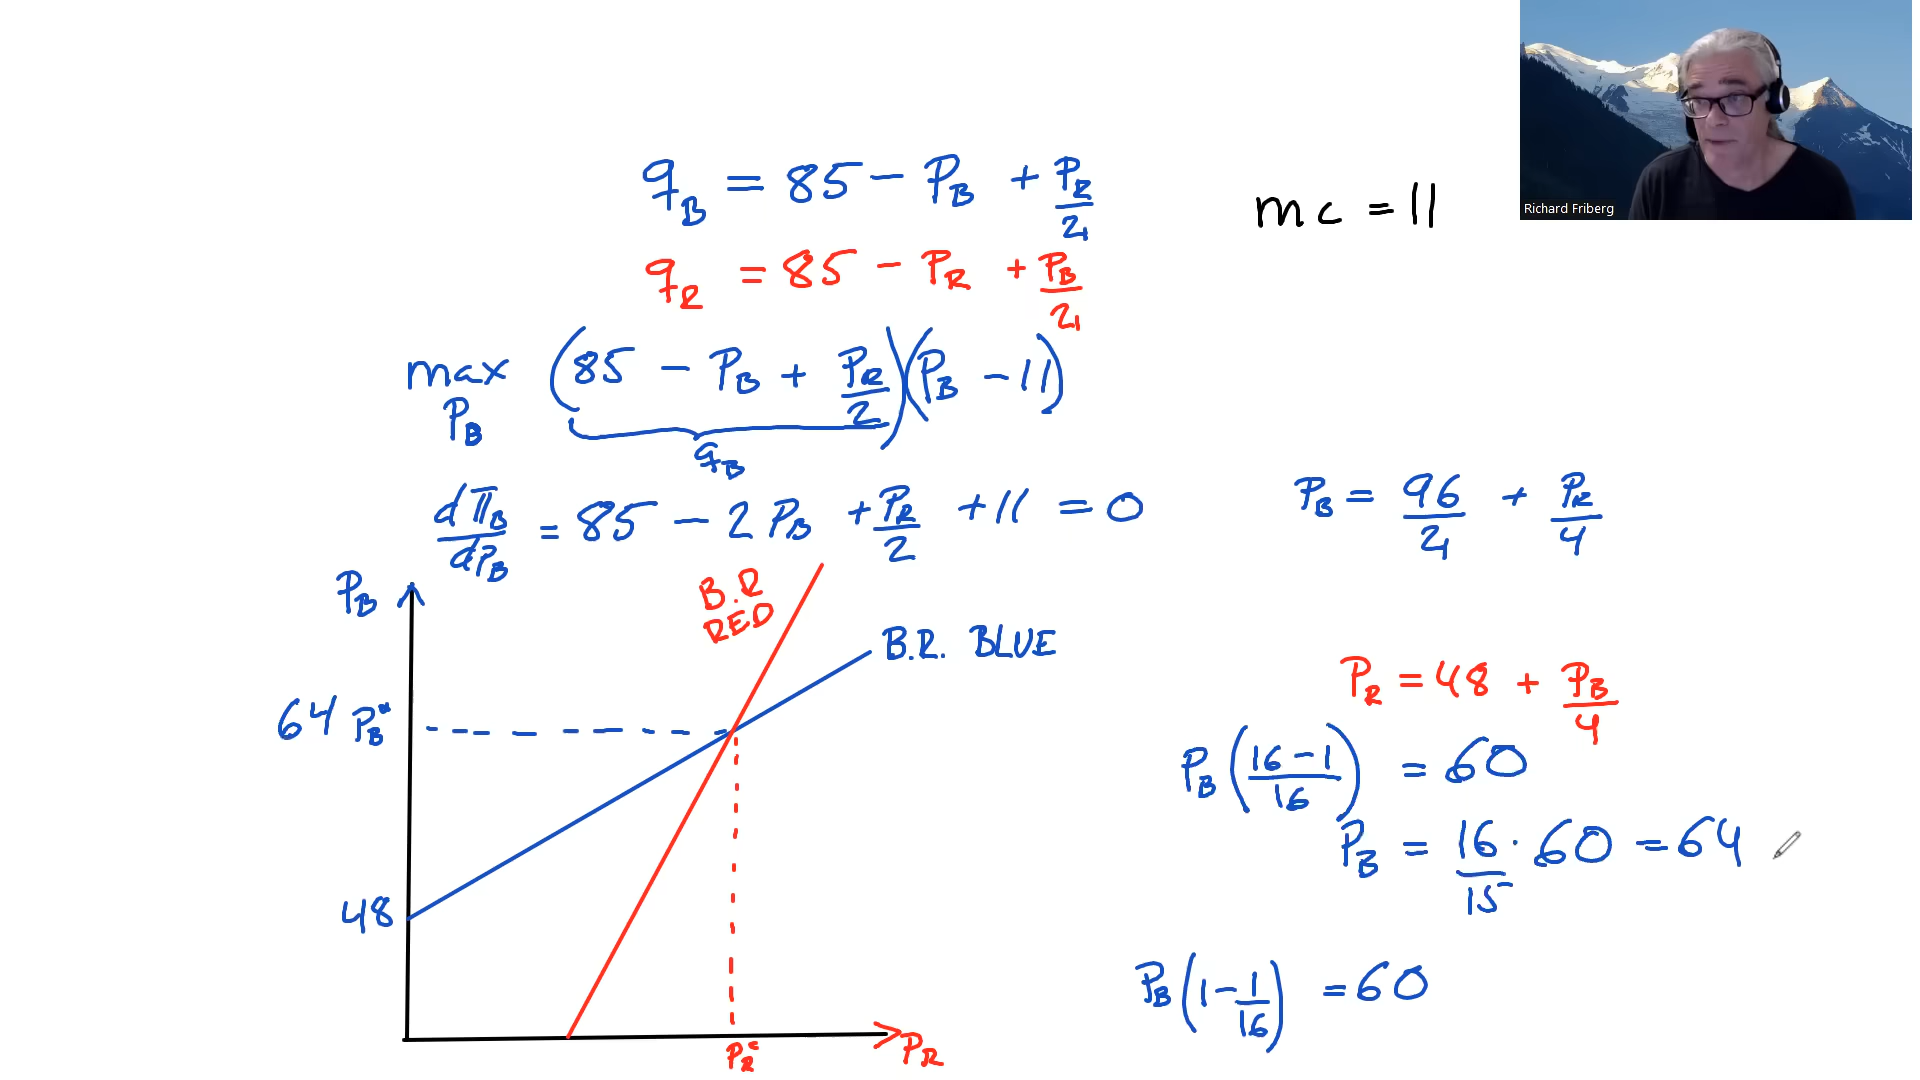 Richard Friberg
q_B = 85 - P_B + P_R/2
mc = 11
q_R = 85 - P_R + P_B/2
max P_B (85 - P_B + P_R/2)(P_B - 11)
q_B
dπ_B/dP_B = 85 - 2P_B + P_R/2 + 11 = 0
P_B = 96/2 + P_R/4
P_B
B.R RED
B.R. BLUE
P_R = 48 + P_B/4
64 P_B*
P_B (16-1/16) = 60
P_B = 16/15 · 60 = 64
48
P_B (1 - 1/16) = 60
P_R*
P_R